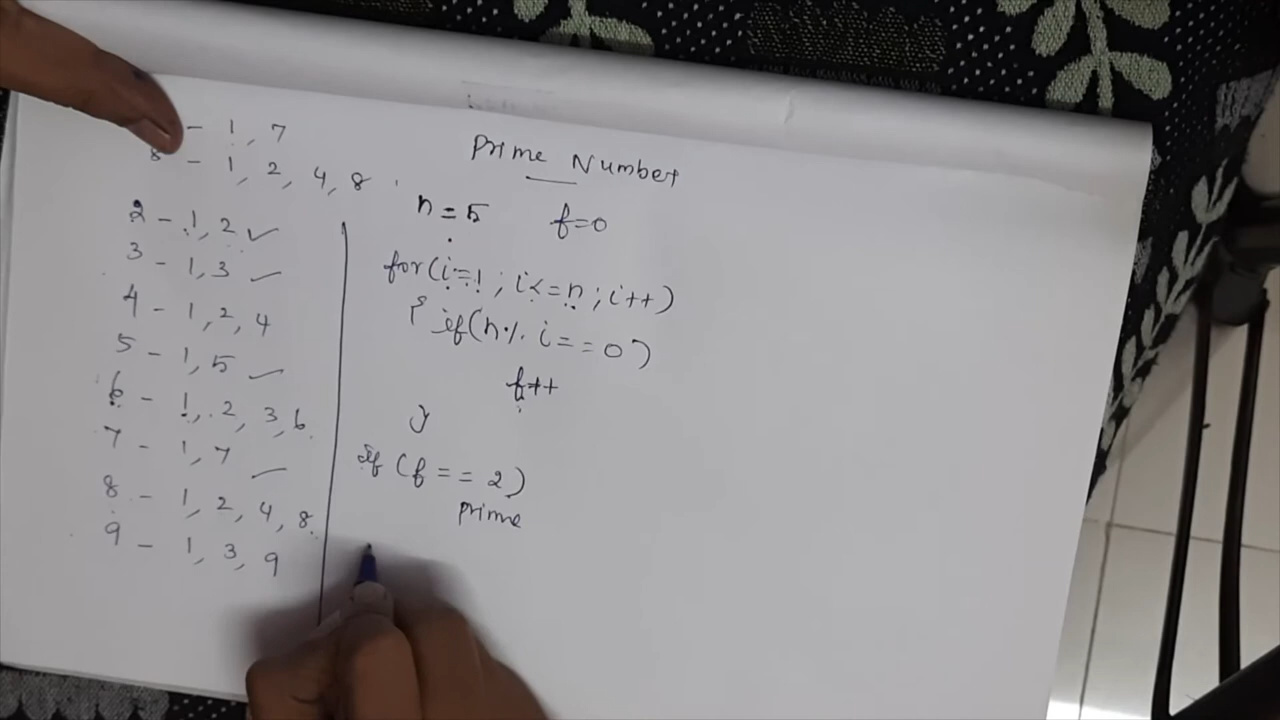 Prime Number
- 1, 7
8 - 1, 2, 4, 8
2 - 1, 2 ✓
3 - 1, 3 ✓
4 - 1, 2, 4
5 - 1, 5 ✓
6 - 1, 2, 3, 6
7 - 1, 7 ✓
8 - 1, 2, 4, 8
9 - 1, 3, 9
n = 5 f=0
for(i=1; i<=n; i++)
{ if(n% i==0)
f++
}
if (f == 2)
prime